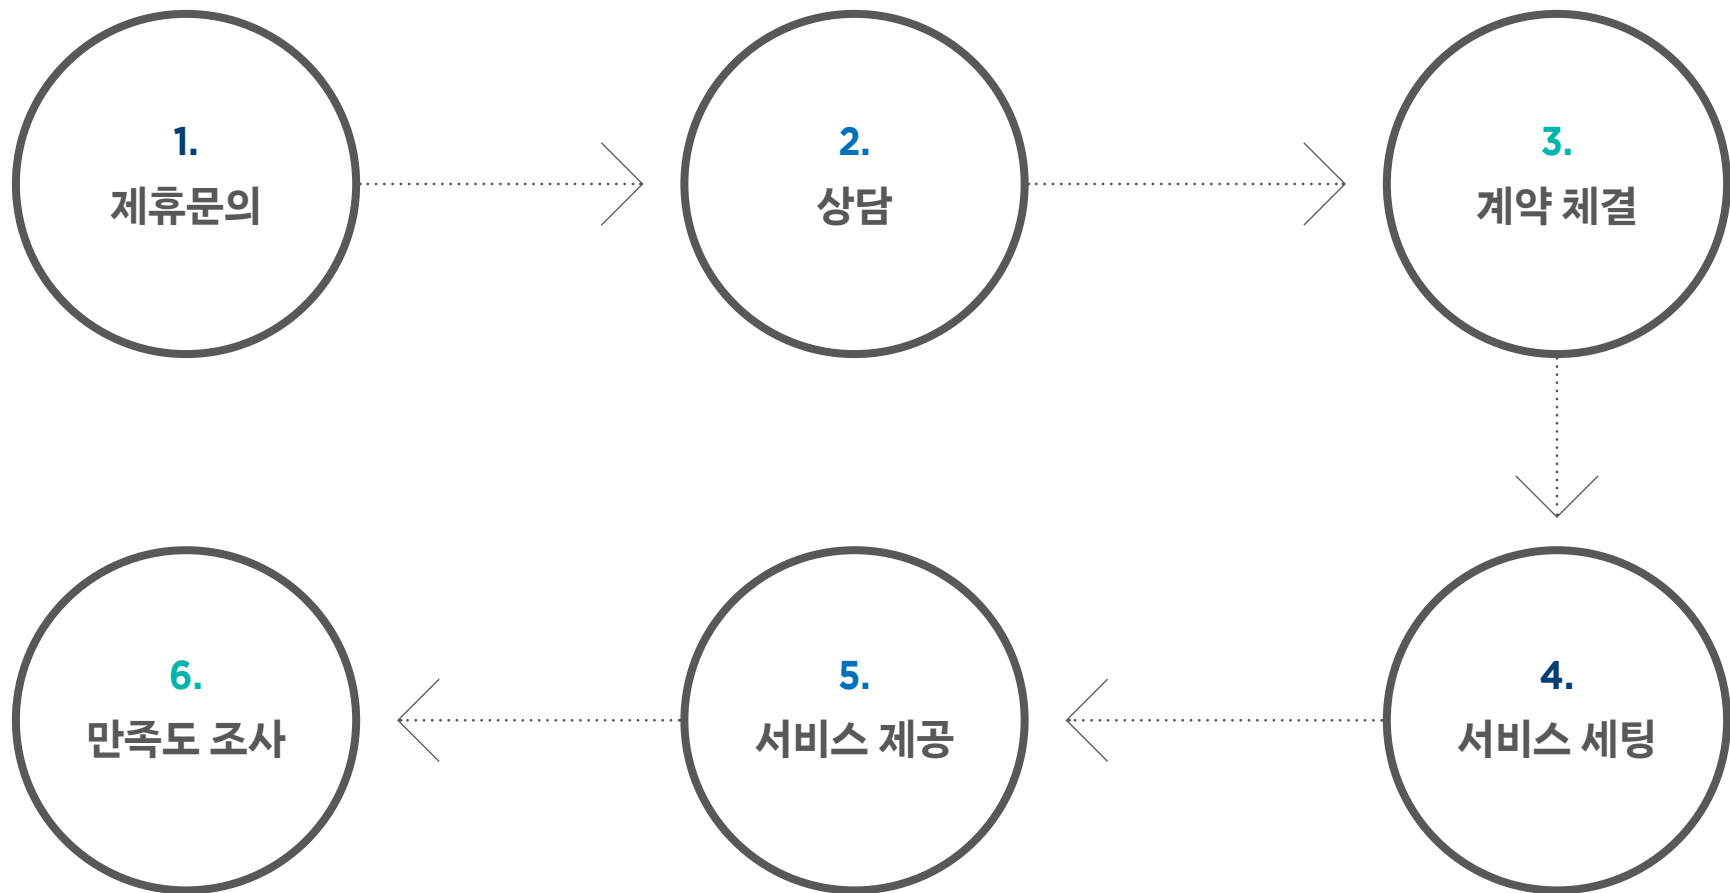 1.
제휴문의
2.
상담
3.
계약 체결
4.
서비스 세팅
5.
서비스 제공
6.
만족도 조사